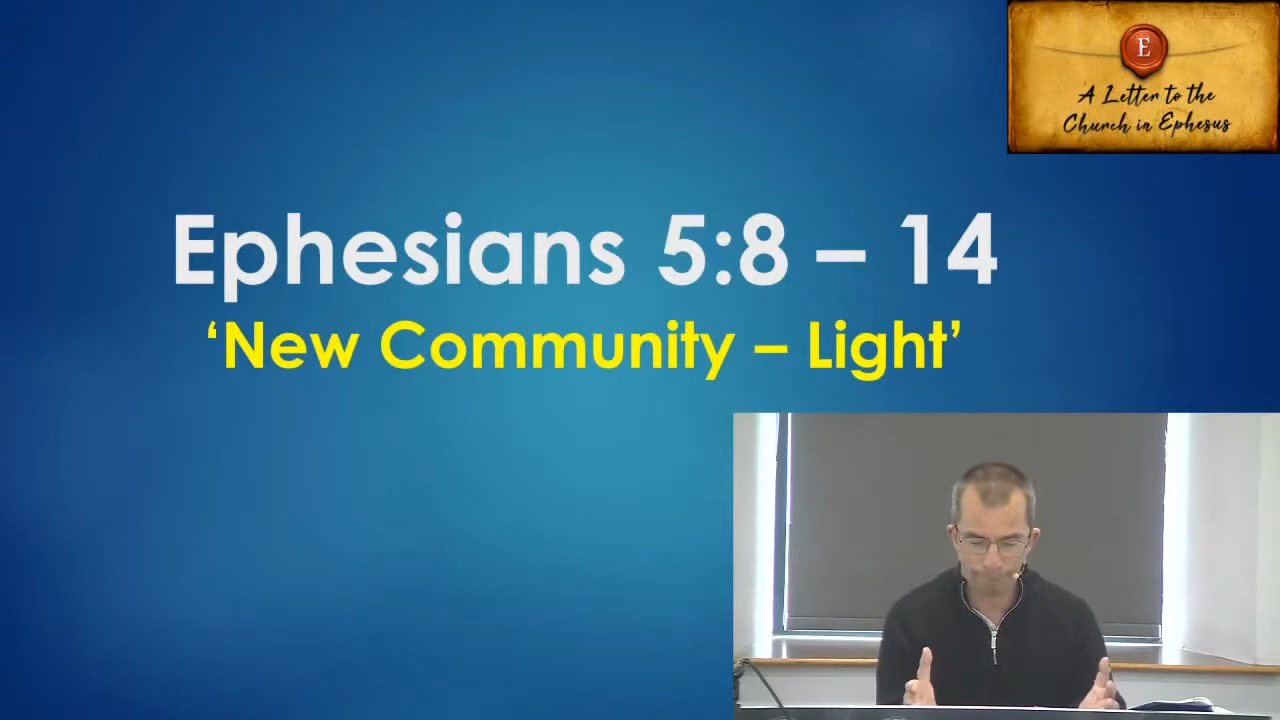 E
A Letter to the
Church in Ephesus
Ephesians 5:8 – 14
‘New Community – Light’